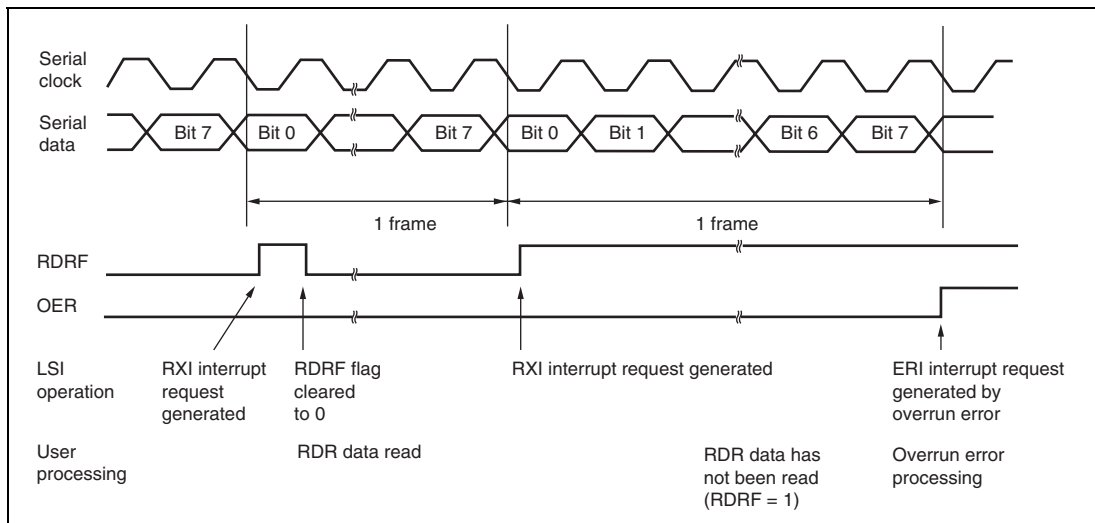 Serial
clock
Serial
data
Bit 7
Bit 0
Bit 7
Bit 0
Bit 1
Bit 6
Bit 7
1 frame
1 frame
RDRF
OER
LSI
operation
RXI interrupt
request
generated
RDRF flag
cleared
to 0
RXI interrupt request generated
ERI interrupt request
generated by
overrun error
User
processing
RDR data read
RDR data has
not been read
(RDRF = 1)
Overrun error
processing